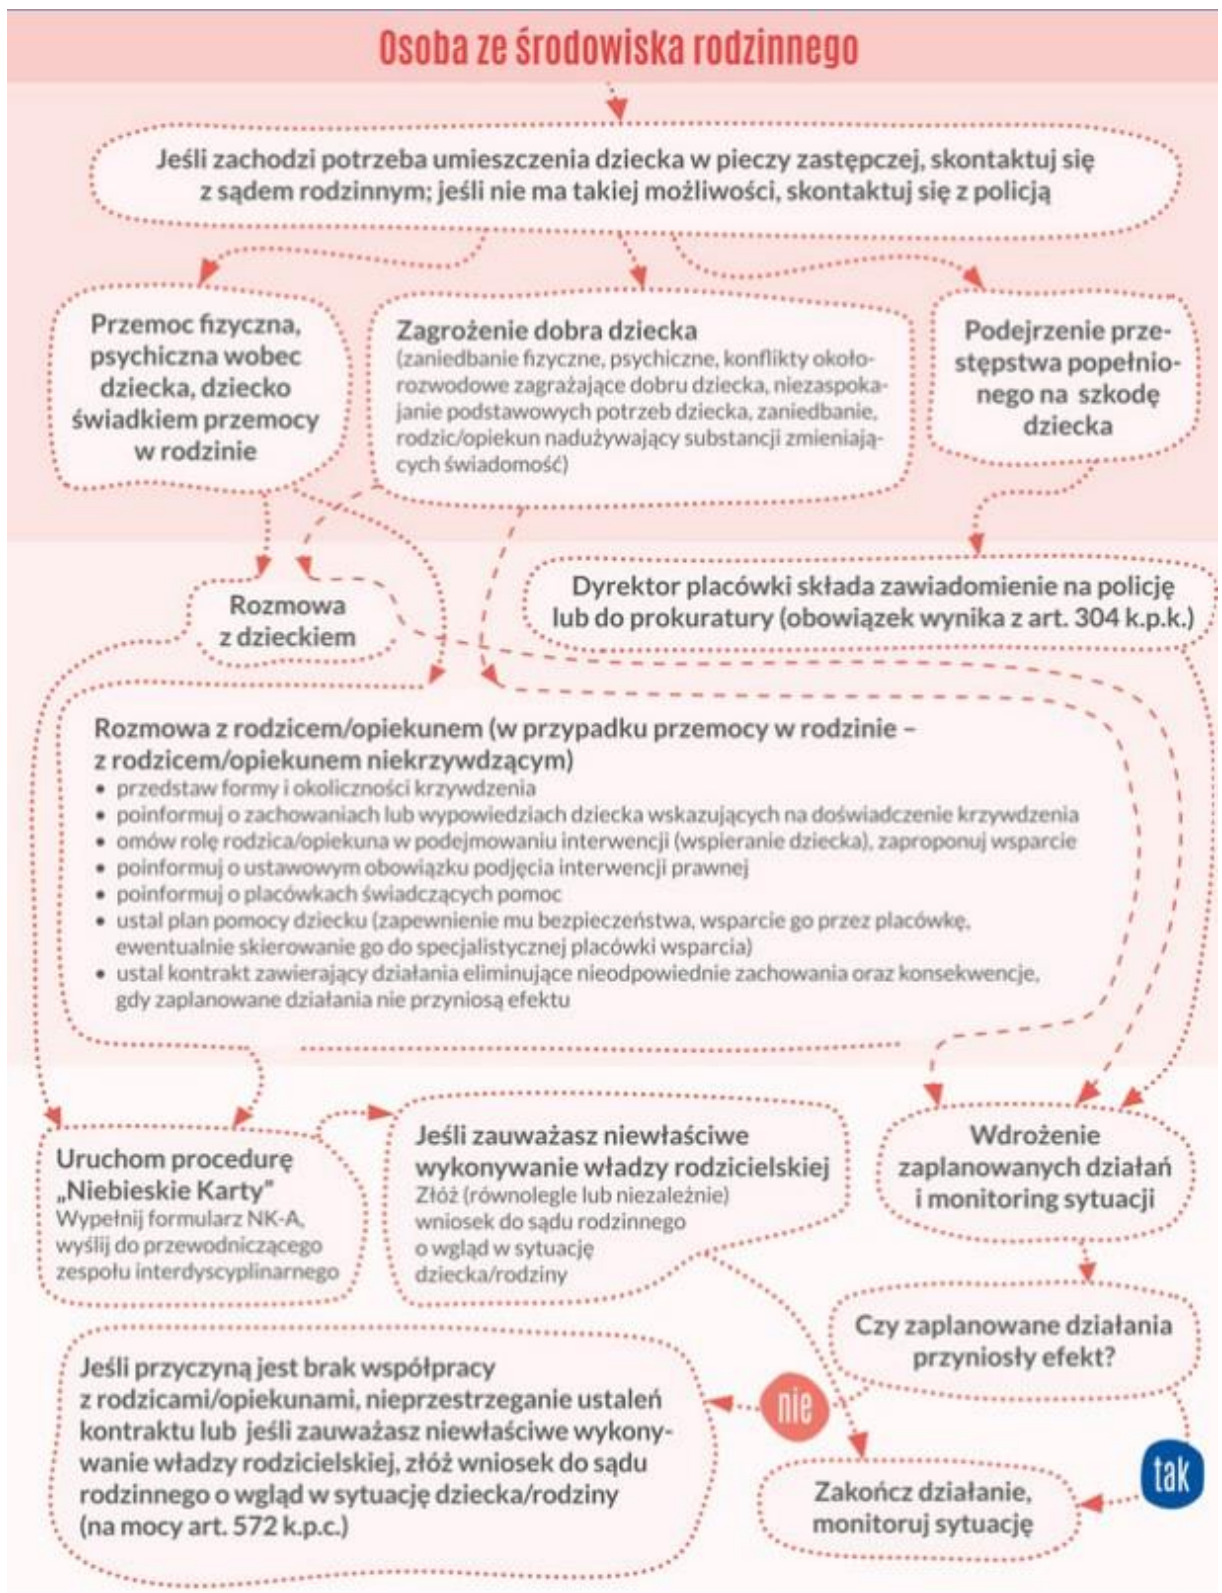 Osoba ze środowiska rodzinnego
Jeśli zachodzi potrzeba umieszczenia dziecka w pieczy zastępczej, skontaktuj się
z sądem rodzinnym; jeśli nie ma takiej możliwości, skontaktuj się z policją
Przemoc fizyczna,
psychiczna wobec
dziecka, dziecko
świadkiem przemocy
w rodzinie
Zagrożenie dobra dziecka
(zaniedbanie fizyczne, psychiczne, konflikty około-
rozwodowe zagrażające dobru dziecka, niezaspoka-
janie podstawowych potrzeb dziecka, zaniedbanie,
rodzic/opiekun nadużywający substancji zmieniają-
cych świadomość)
Podejrzenie prze-
stępstwa popełnio-
nego na szkodę
dziecka
Rozmowa
z dzieckiem
Dyrektor placówki składa zawiadomienie na policję
lub do prokuratury (obowiązek wynika z art. 304 k.p.k.)
Rozmowa z rodzicem/opiekunem (w przypadku przemocy w rodzinie –
z rodzicem/opiekunem niekrzywdzącym)
• przedstaw formy i okoliczności krzywdzenia
• poinformuj o zachowaniach lub wypowiedziach dziecka wskazujących na doświadczenie krzywdzenia
• omów rolę rodzica/opiekuna w podejmowaniu interwencji (wspieranie dziecka), zaproponuj wsparcie
• poinformuj o ustawowym obowiązku podjęcia interwencji prawnej
• poinformuj o placówkach świadczących pomoc
• ustal plan pomocy dziecku (zapewnienie mu bezpieczeństwa, wsparcie go przez placówkę,
ewentualnie skierowanie go do specjalistycznej placówki wsparcia)
• ustal kontrakt zawierający działania eliminujące nieodpowiednie zachowania oraz konsekwencje,
gdy zaplanowane działania nie przyniosą efektu
Uruchom procedurę
„Niebieskie Karty”
Wypełnij formularz NK-A,
wyślij do przewodniczącego
zespołu interdyscyplinarnego
Jeśli zauważasz niewłaściwe
wykonywanie władzy rodzicielskiej
Złóż (równolegle lub niezależnie)
wniosek do sądu rodzinnego
o wgląd w sytuację
dziecka/rodziny
Wdrożenie
zaplanowanych działań
i monitoring sytuacji
Czy zaplanowane działania
przyniosły efekt?
Jeśli przyczyną jest brak współpracy
z rodzicami/opiekunami, nieprzestrzeganie ustaleń
kontraktu lub jeśli zauważasz niewłaściwe wykony-
wanie władzy rodzicielskiej, złóż wniosek do sądu
rodzinnego o wgląd w sytuację dziecka/rodziny
(na mocy art. 572 k.p.c.)
nie
tak
Zakończ działanie,
monitoruj sytuację